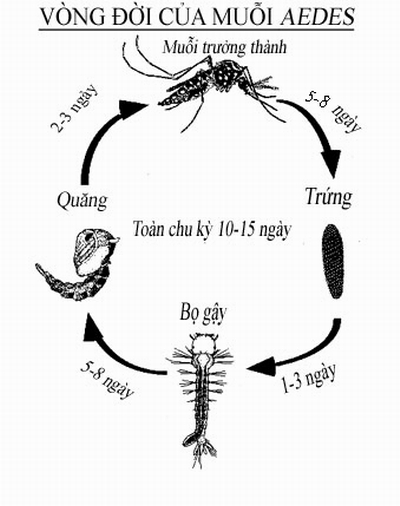 VÒNG ĐỜI CỦA MUỖI AEDES
Muỗi trưởng thành
5-8 ngày
Trứng
1-3 ngày
Bọ gậy
5-8 ngày
Quăng
2-3 ngày
Toàn chu kỳ 10-15 ngày